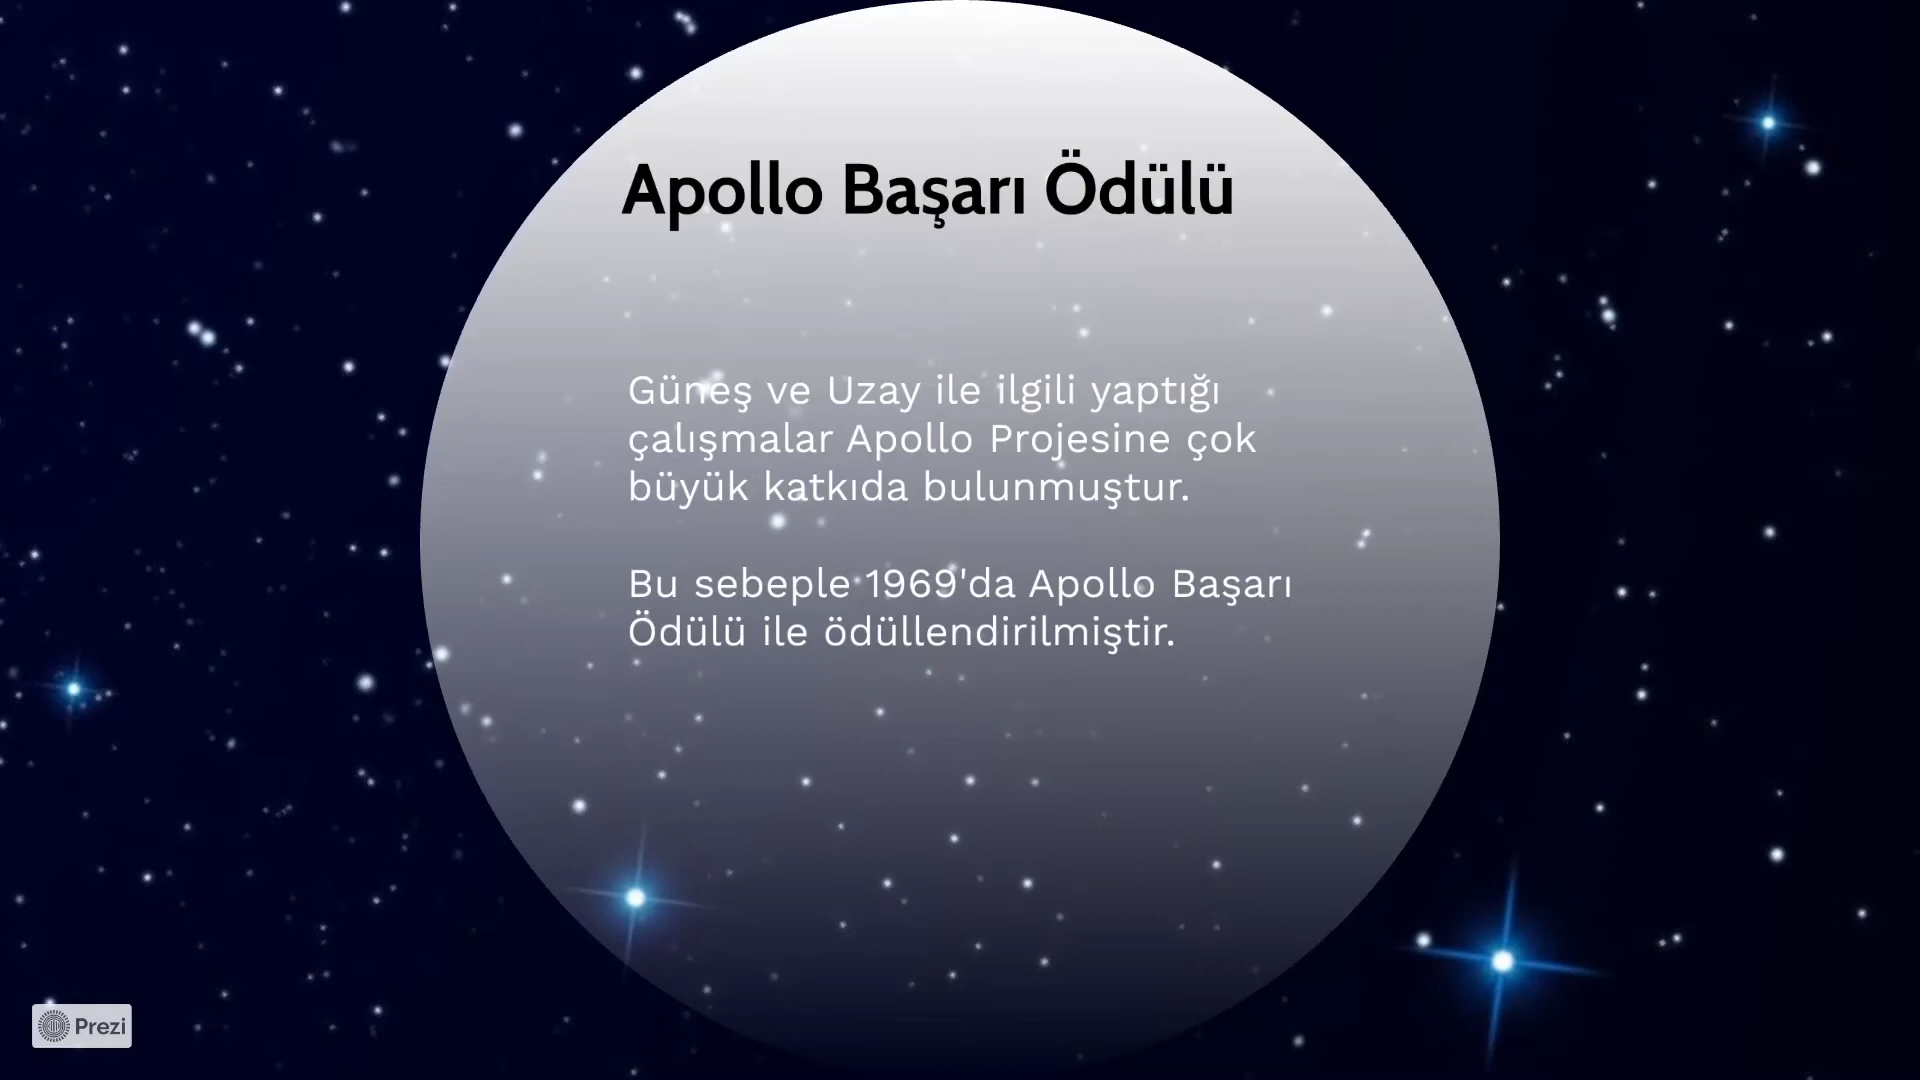 Apollo Başarı Ödülü
Güneş ve Uzay ile ilgili yaptığı
çalışmalar Apollo Projesine çok
büyük katkıda bulunmuştur.
Bu sebeple 1969'da Apollo Başarı
Ödülü ile ödüllendirilmiştir.
Prezi